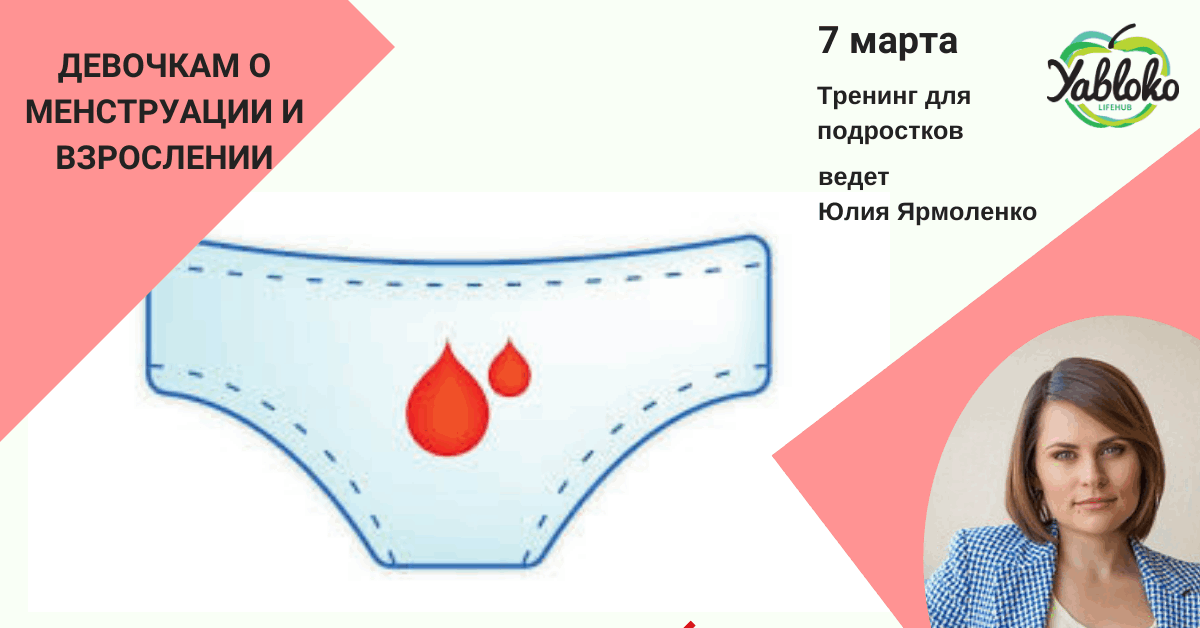 ДЕВОЧКАМ О
МЕНСТРУАЦИИ И
ВЗРОСЛЕНИИ
7 марта
Тренинг для
подростков
ведет
Юлия Ярмоленко
Yabloko
LIFEHUB